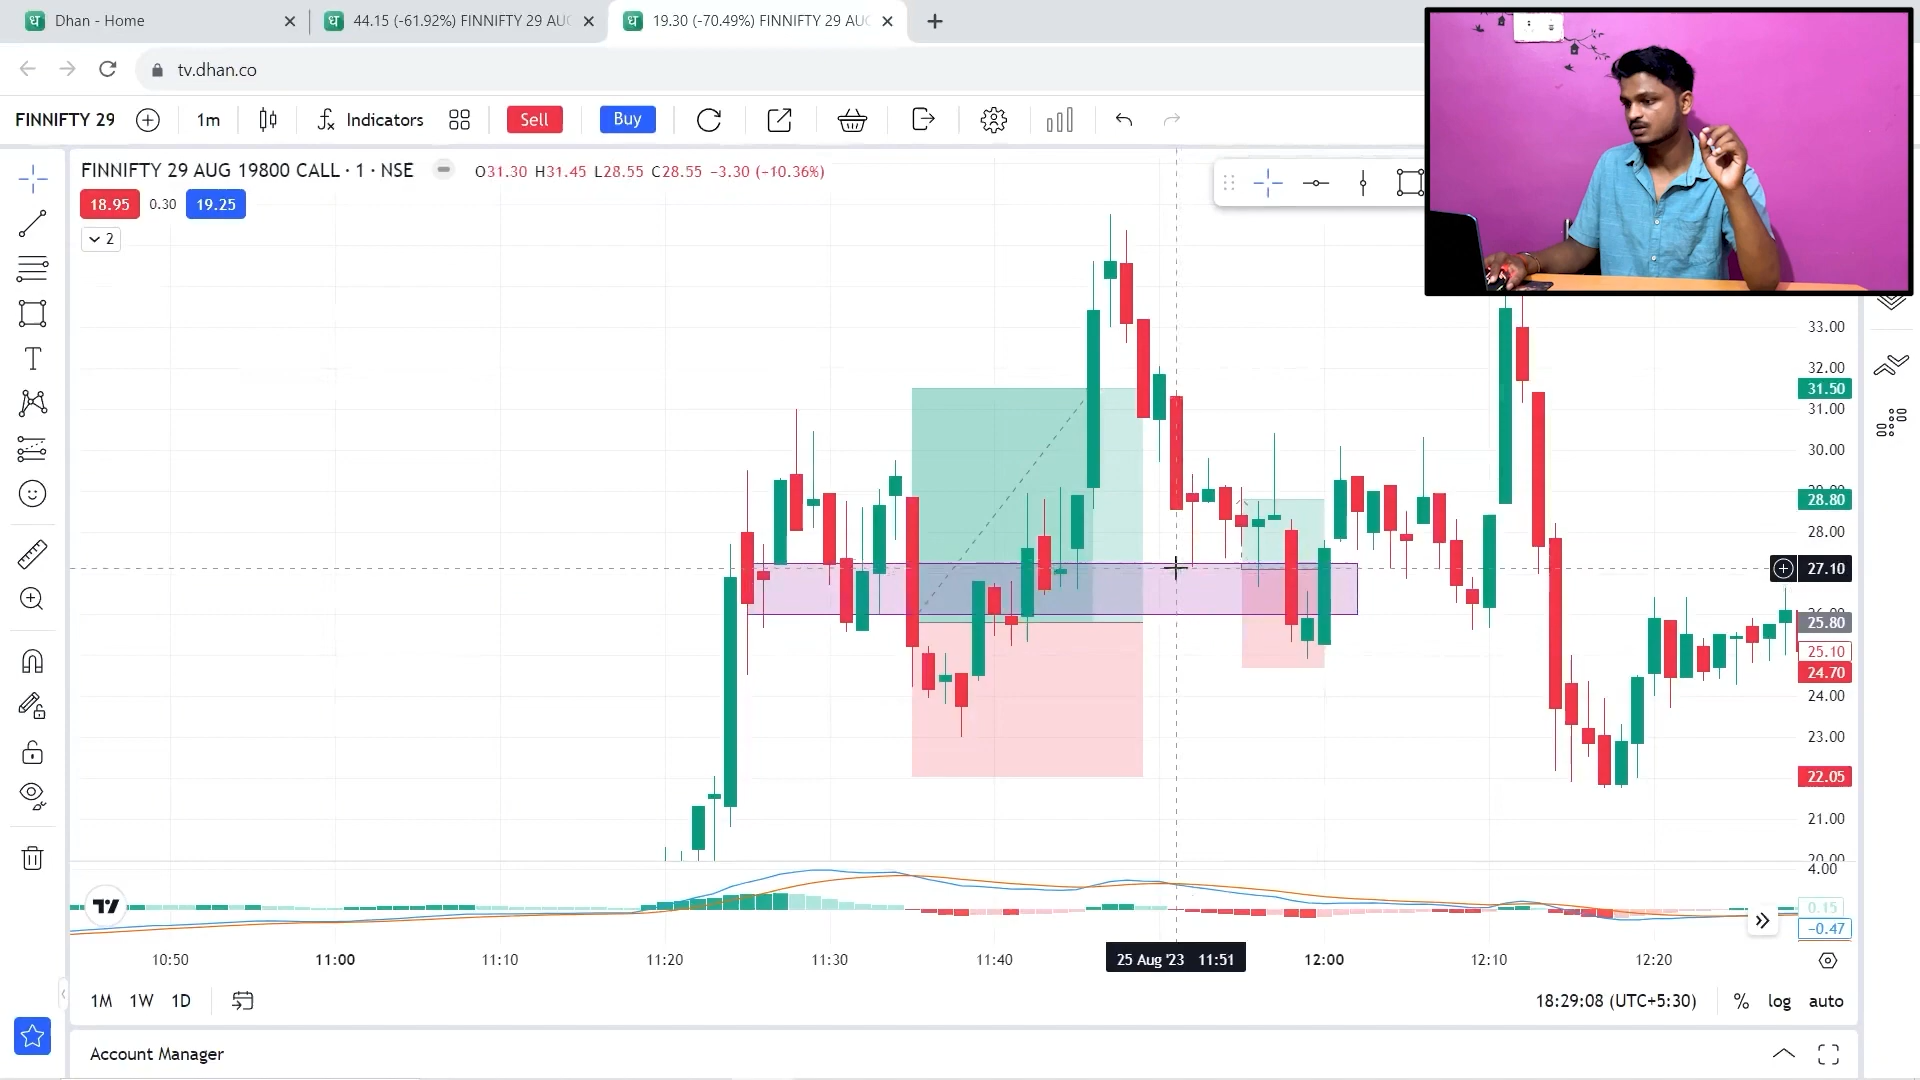 Dhan - Home
44.15 (-61.92%) FINNIFTY 29 AUG
19.30 (-70.49%) FINNIFTY 29 AUG
tv.dhan.co
FINNIFTY 29
1m
Indicators
Sell
Buy
FINNIFTY 29 AUG 19800 CALL · 1 · NSE
O31.30 H31.45 L28.55 C28.55 −3.30 (−10.36%)
18.95
0.30
19.25
2
33.00
32.00
31.50
31.00
30.00
28.80
28.00
27.10
25.80
25.10
24.70
24.00
23.00
22.05
21.00
20.00
4.00
0.15
−0.47
10:50
11:00
11:10
11:20
11:30
11:40
25 Aug '23 11:51
12:00
12:10
12:20
1M
1W
1D
18:29:08 (UTC+5:30)
%
log
auto
Account Manager